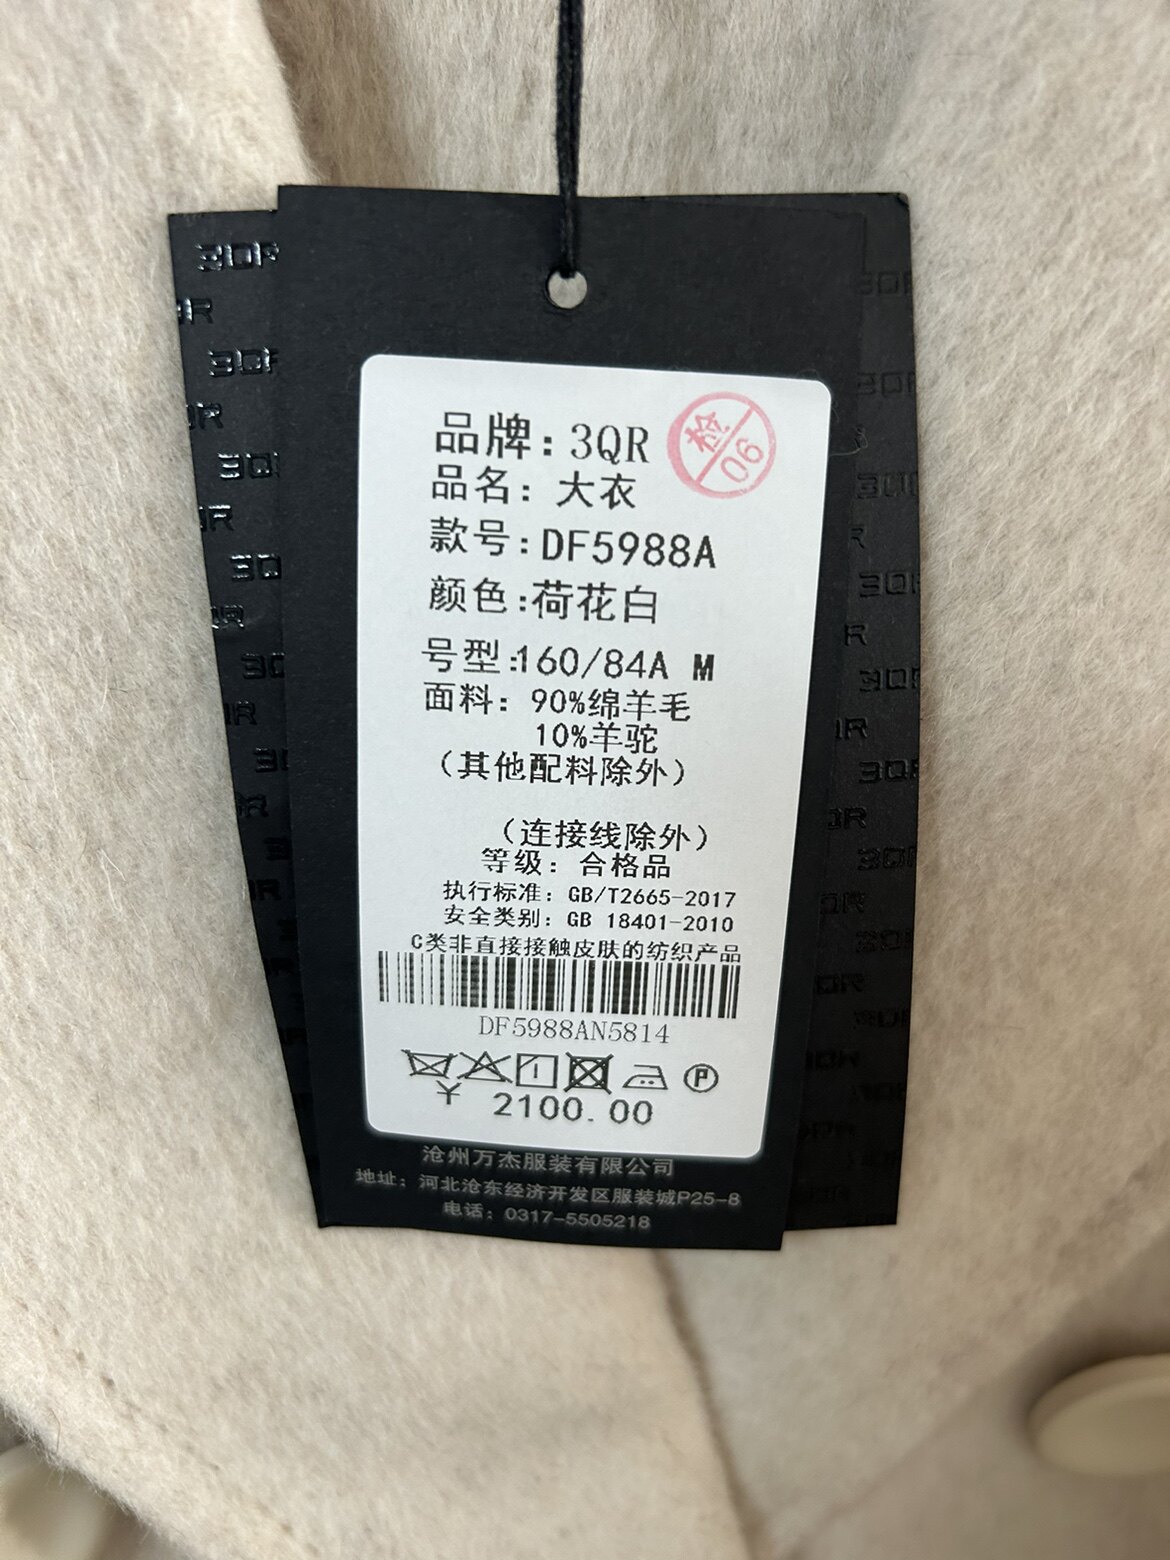 品牌: 3QR
检 06
品名: 大衣
款号: DF5988A
颜色: 荷花白
号型: 160/84A M
面料: 90%绵羊毛
10%羊驼
(其他配料除外)
(连接线除外)
等级: 合格品
执行标准: GB/T2665-2017
安全类别: GB 18401-2010
C类非直接接触皮肤的纺织产品
DF5988AN5814
P
¥ 2100.00
沧州万杰服装有限公司
地址: 河北沧东经济开发区服装城P25-8
电话: 0317-5505218
3QR